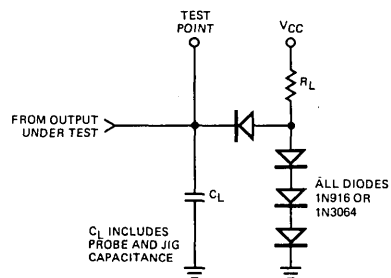 TEST
POINT
VCC
RL
FROM OUTPUT
UNDER TEST
CL
ALL DIODES
1N916 OR
1N3064
CL INCLUDES
PROBE AND JIG
CAPACITANCE